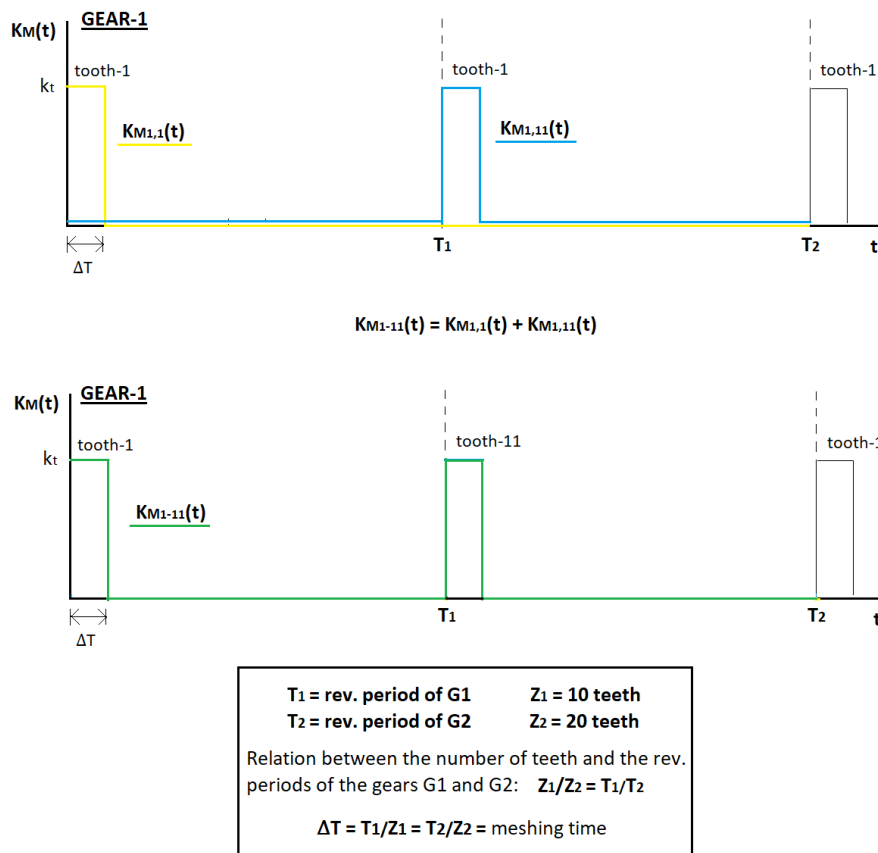 GEAR-1
KM(t)
tooth-1 tooth-1 tooth-1
kt
KM1,1(t) KM1,11(t)
T1 T2 t
ΔT
KM1-11(t) = KM1,1(t) + KM1,11(t)
GEAR-1
KM(t)
tooth-1 tooth-11 tooth-1
kt
KM1-11(t)
T1 T2 t
ΔT
T1 = rev. period of G1 Z1 = 10 teeth
T2 = rev. period of G2 Z2 = 20 teeth
Relation between the number of teeth and the rev.
periods of the gears G1 and G2: Z1/Z2 = T1/T2
ΔT = T1/Z1 = T2/Z2 = meshing time